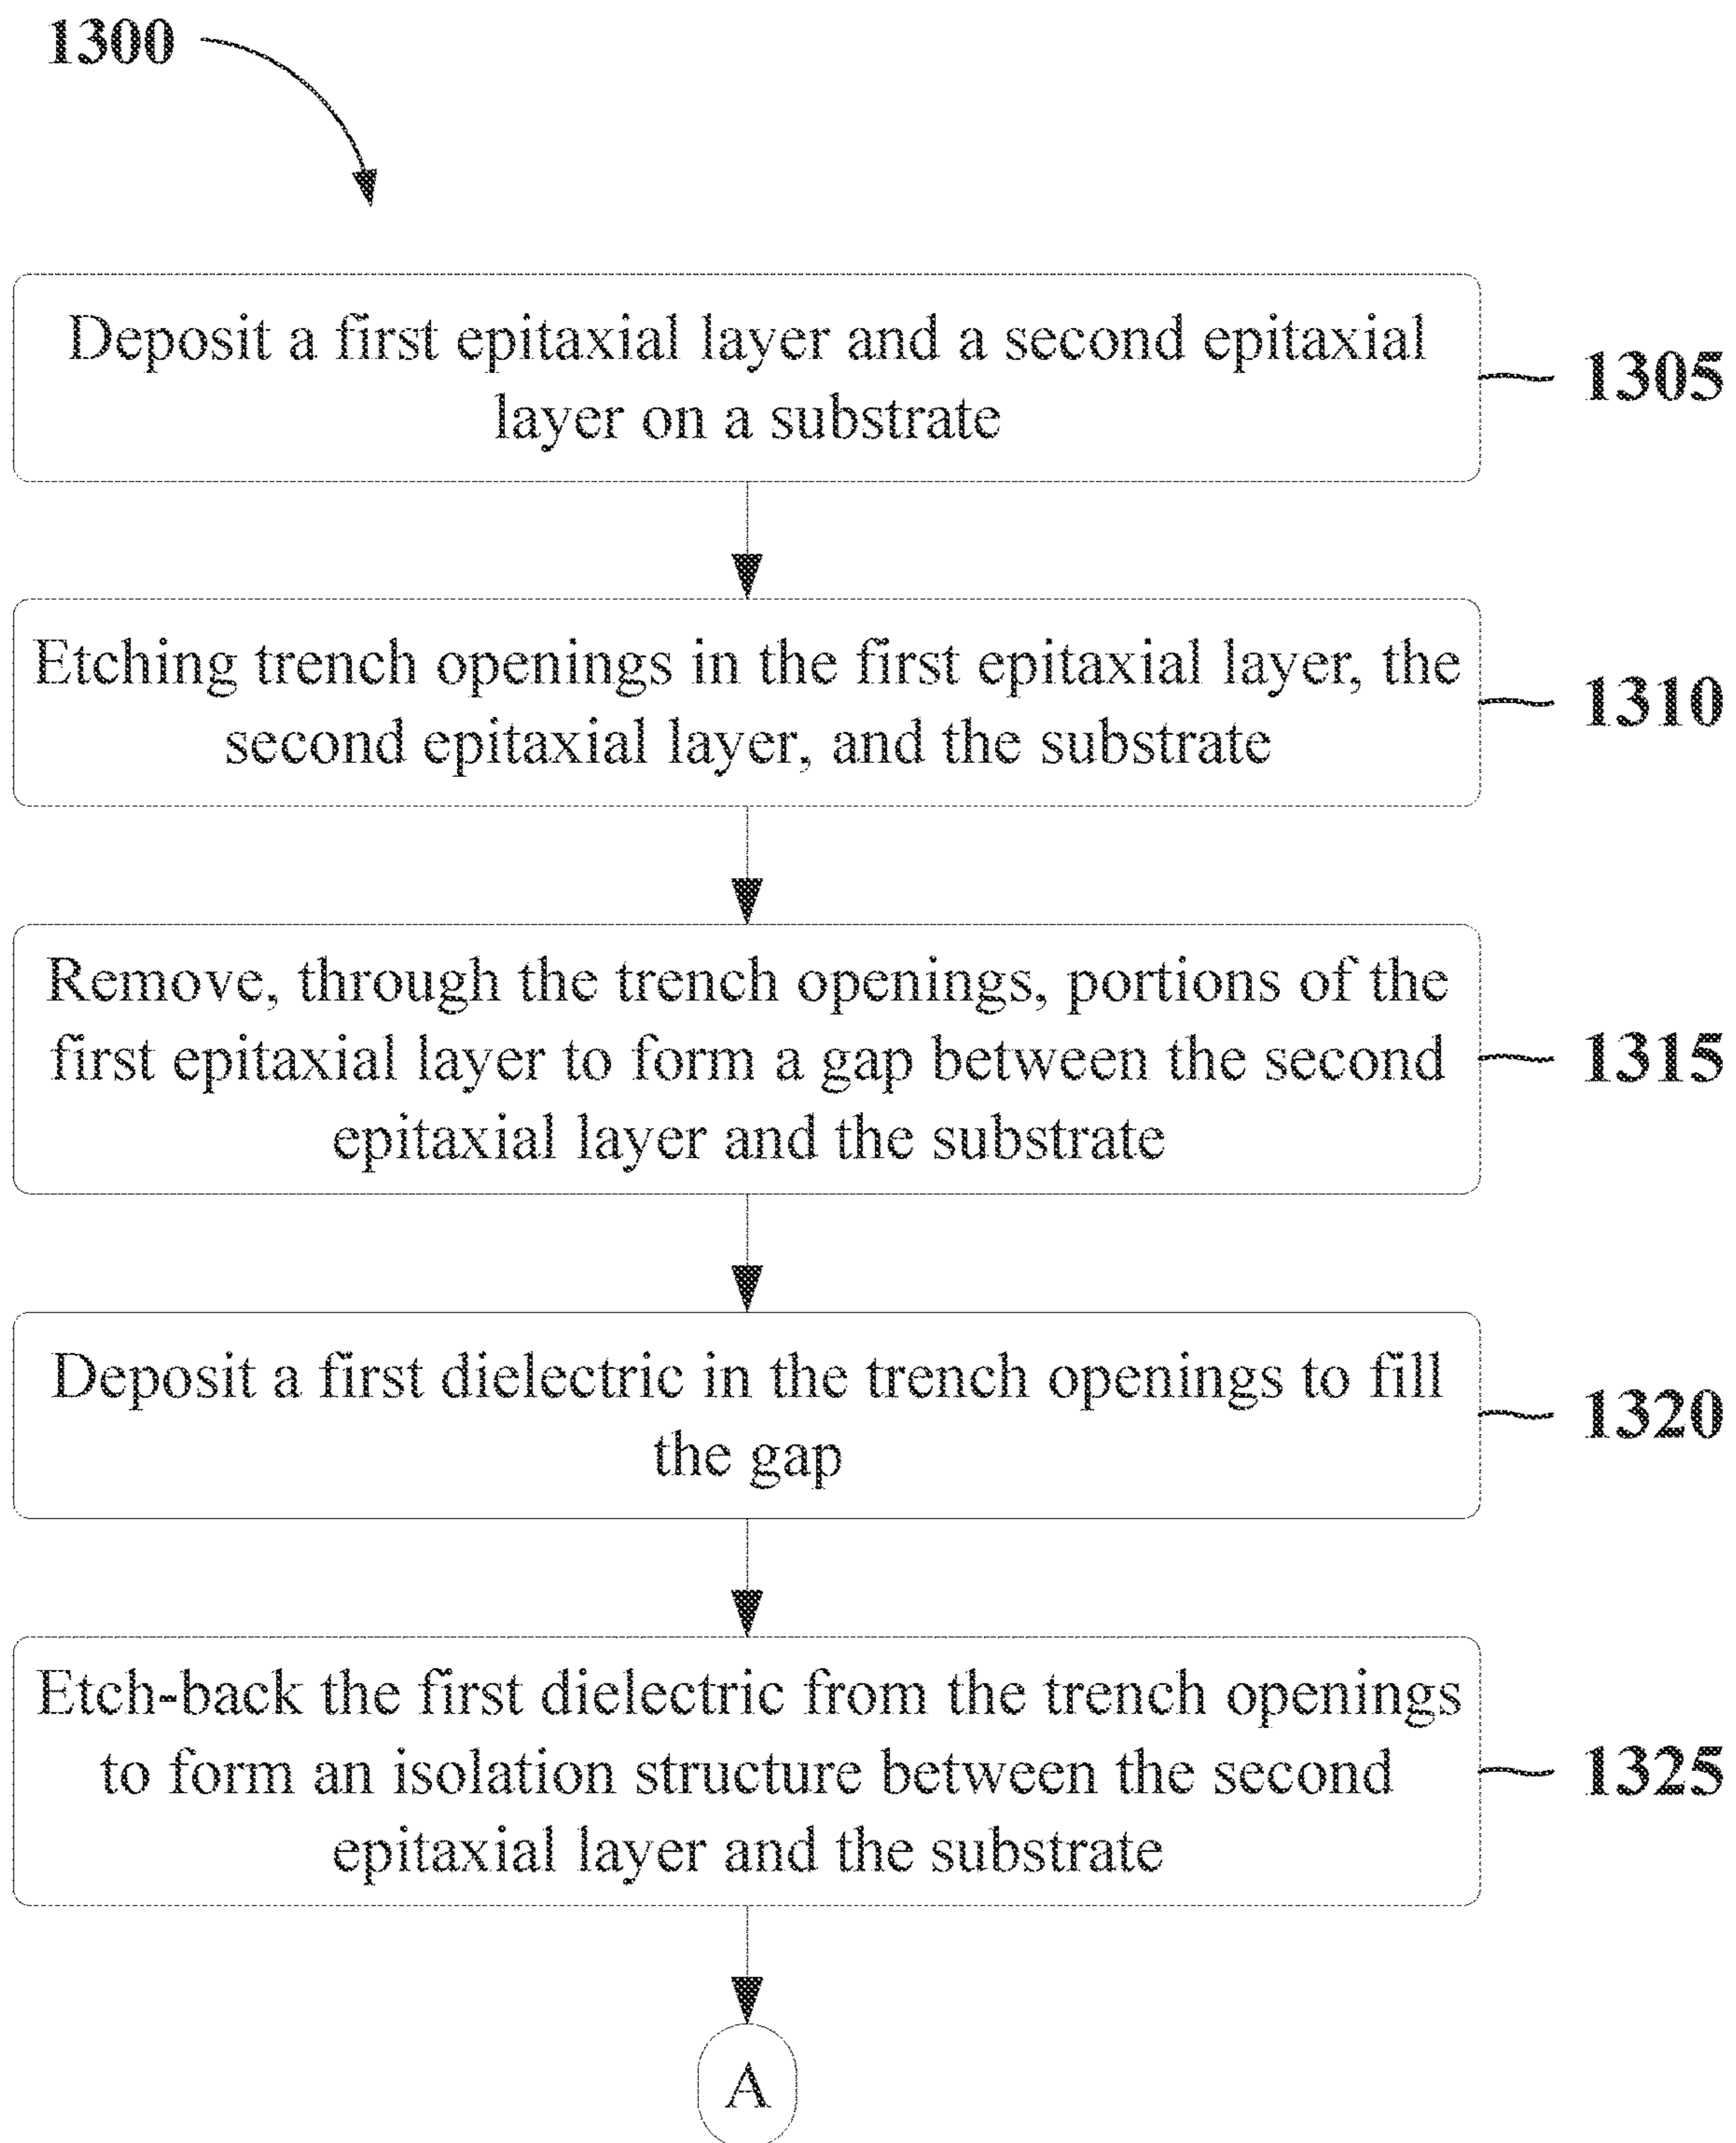 1300
Deposit a first epitaxial layer and a second epitaxial
layer on a substrate
1305
Etching trench openings in the first epitaxial layer, the
second epitaxial layer, and the substrate
1310
Remove, through the trench openings, portions of the
first epitaxial layer to form a gap between the second
epitaxial layer and the substrate
1315
Deposit a first dielectric in the trench openings to fill
the gap
1320
Etch-back the first dielectric from the trench openings
to form an isolation structure between the second
epitaxial layer and the substrate
1325
A